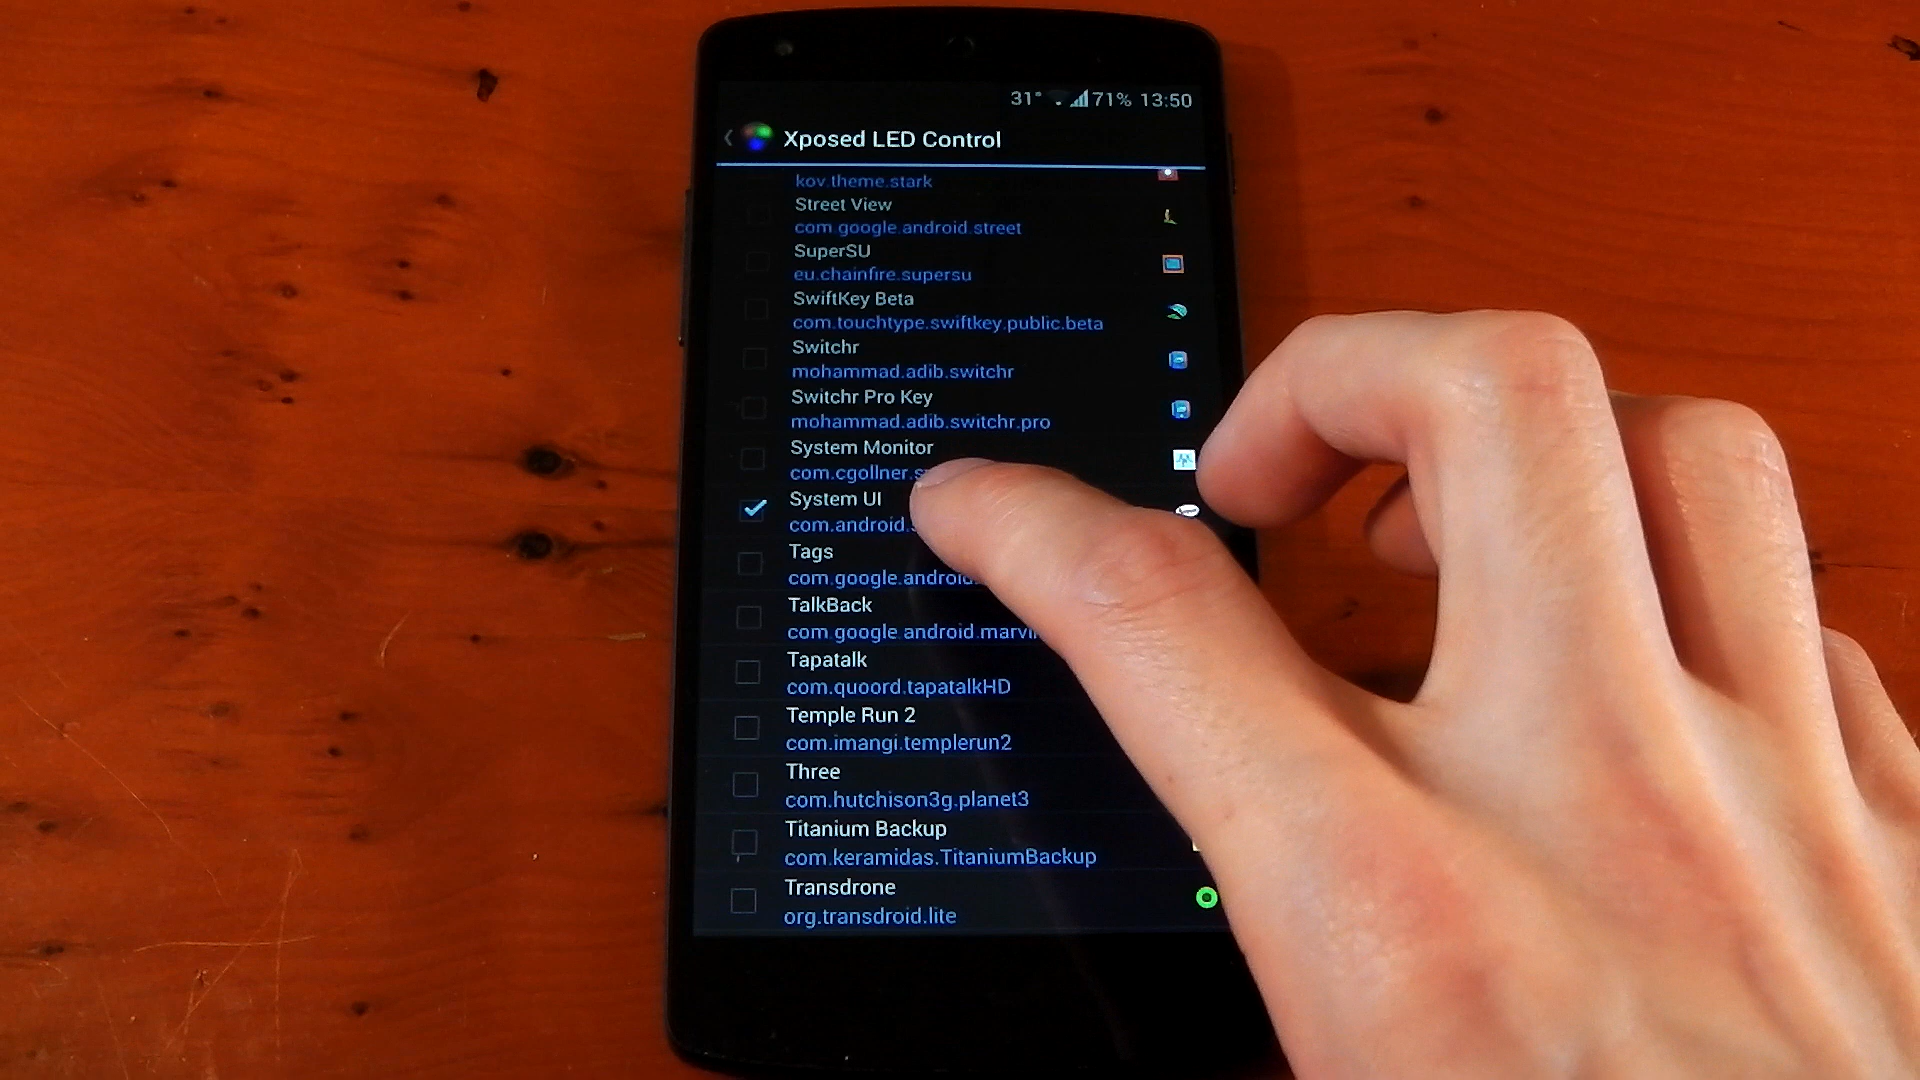 31° 71% 13:50
Xposed LED Control
kov.theme.stark
Street View
com.google.android.street
SuperSU
eu.chainfire.supersu
SwiftKey Beta
com.touchtype.swiftkey.public.beta
Switchr
mohammad.adib.switchr
Switchr Pro Key
mohammad.adib.switchr.pro
System Monitor
com.cgollner.s
System UI
com.android.s
Tags
com.google.android.
TalkBack
com.google.android.marvin
Tapatalk
com.quoord.tapatalkHD
Temple Run 2
com.imangi.templerun2
Three
com.hutchison3g.planet3
Titanium Backup
com.keramidas.TitaniumBackup
Transdrone
org.transdroid.lite